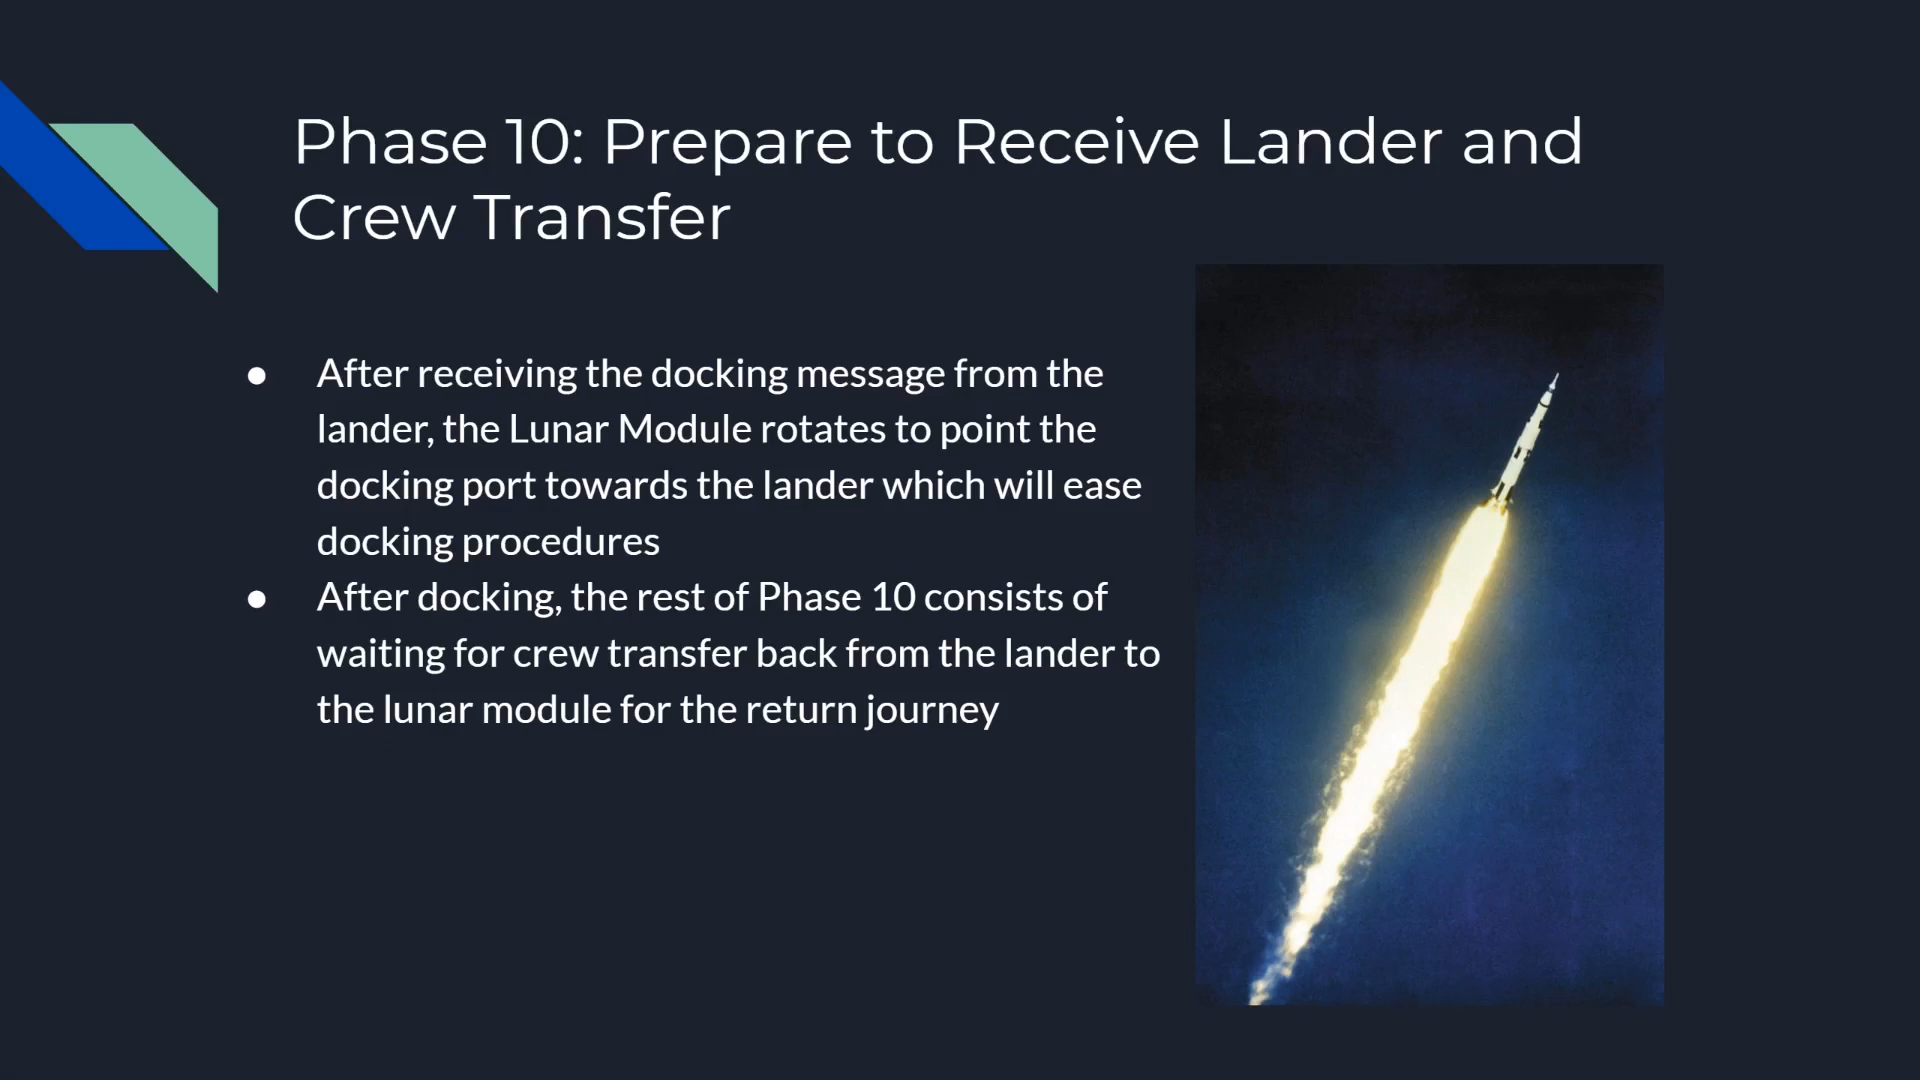 Phase 10: Prepare to Receive Lander and
Crew Transfer
● After receiving the docking message from the
lander, the Lunar Module rotates to point the
docking port towards the lander which will ease
docking procedures
● After docking, the rest of Phase 10 consists of
waiting for crew transfer back from the lander to
the lunar module for the return journey